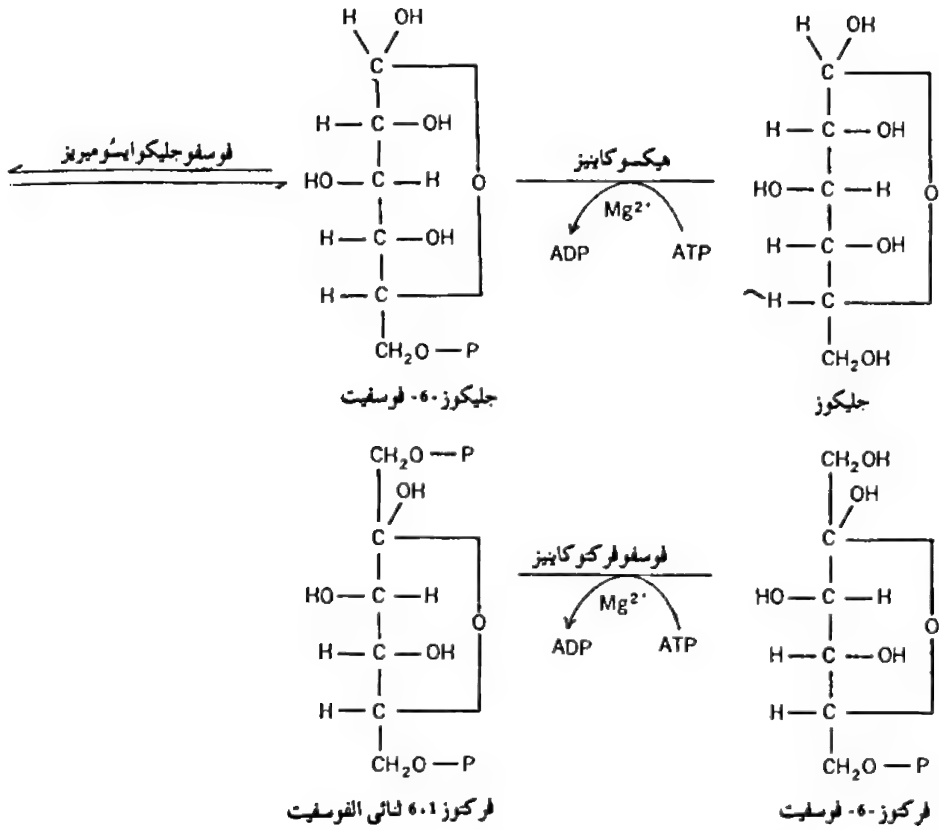 H OH
C
H — C — OH
HO — C — H
O
H — C — OH
H — C
CH₂OH
جليكوز
هيكسوكاينيز
Mg²⁺
ATP
ADP
H OH
C
H — C — OH
HO — C — H
O
H — C — OH
H — C
CH₂O — P
جليكوز-6- فوسفيت
فوسفوجليكوايسوميريز
CH₂OH
OH
C
HO — C — H
O
H — C — OH
H — C
CH₂O — P
فركتوز-6- فوسفيت
فوسفوفركتوكاينيز
Mg²⁺
ATP
ADP
CH₂O — P
OH
C
HO — C — H
O
H — C — OH
H — C
CH₂O — P
فركتوز 6،1 ثنائي الفوسفيت